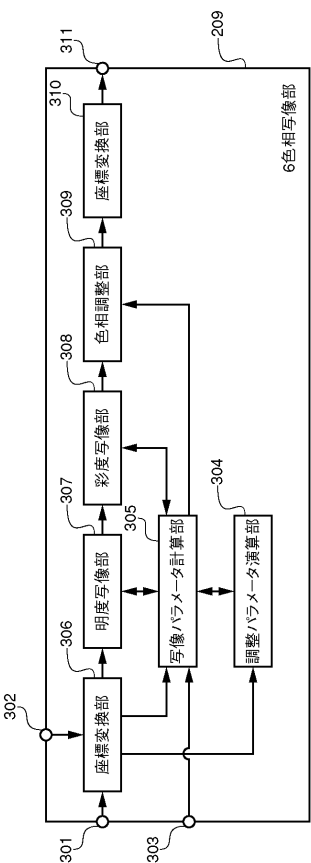 311
209
310
座標変換部
6色相写像部
309
色相調整部
308
彩度写像部
304
307
305
明度写像部
写像パラメータ計算部
調整パラメータ演算部
306
302
座標変換部
301
303